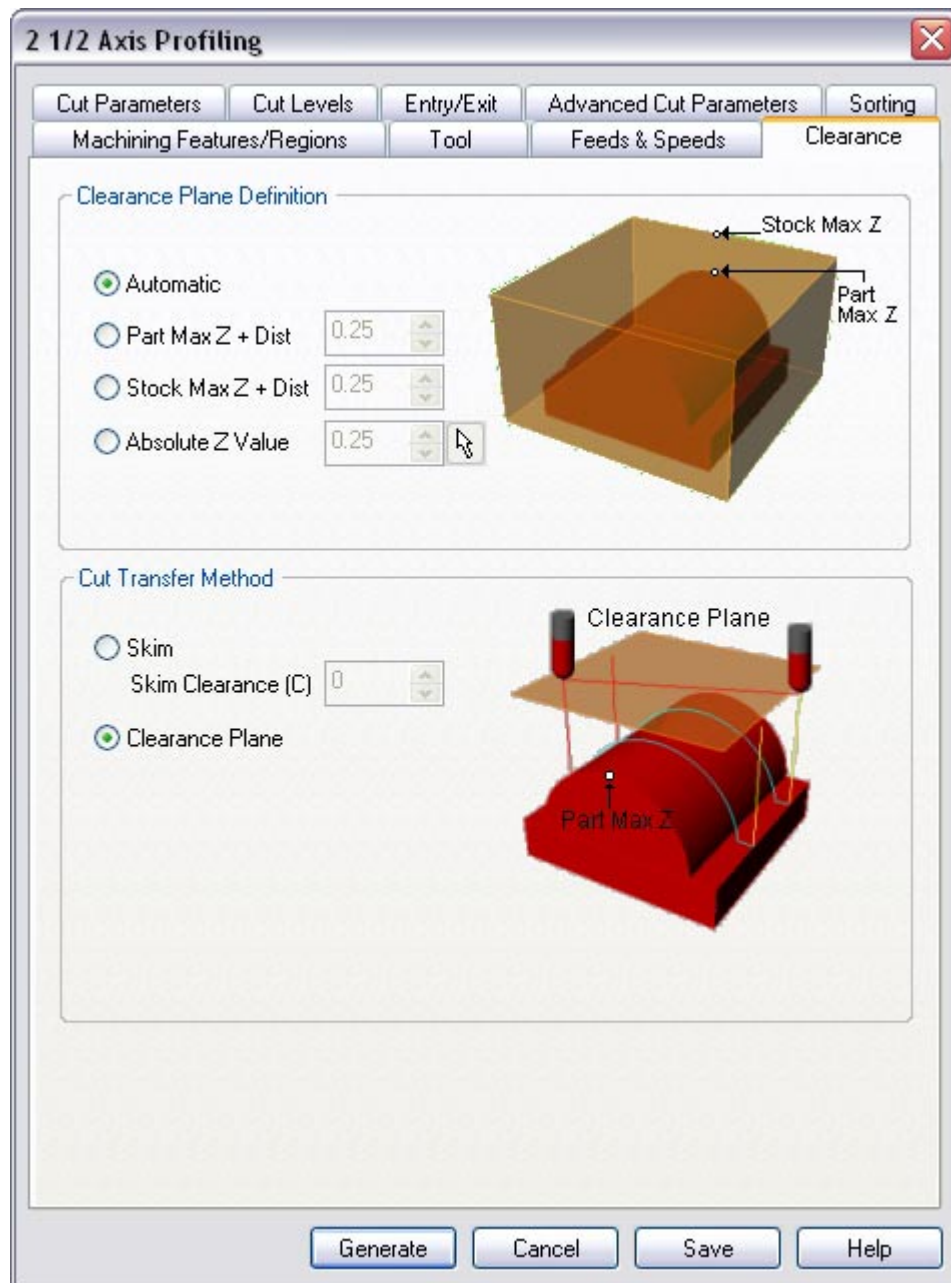 2 1/2 Axis Profiling
Cut Parameters
Cut Levels
Entry/Exit
Advanced Cut Parameters
Sorting
Machining Features/Regions
Tool
Feeds & Speeds
Clearance
Clearance Plane Definition
Automatic
Part Max Z + Dist
0.25
Stock Max Z + Dist
0.25
Absolute Z Value
0.25
Stock Max Z
Part
Max Z
Cut Transfer Method
Skim
Skim Clearance (C)
0
Clearance Plane
Clearance Plane
Part Max Z
Generate
Cancel
Save
Help